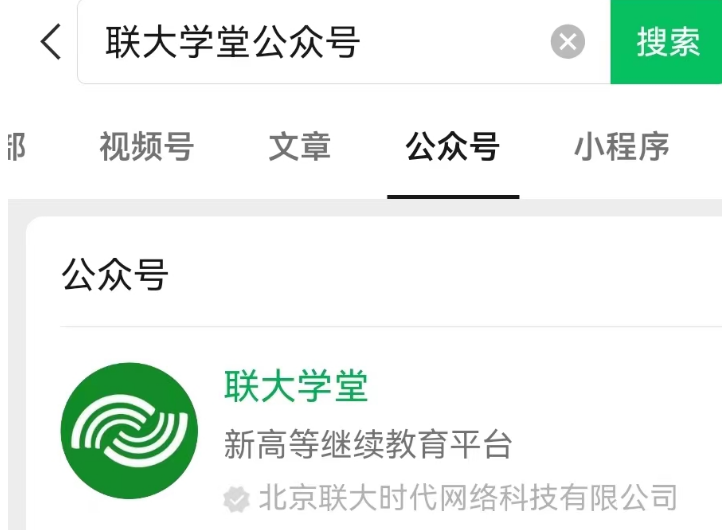 联大学堂公众号 搜索
部 视频号 文章 公众号 小程序
公众号
联大学堂
新高等继续教育平台
北京联大时代网络科技有限公司